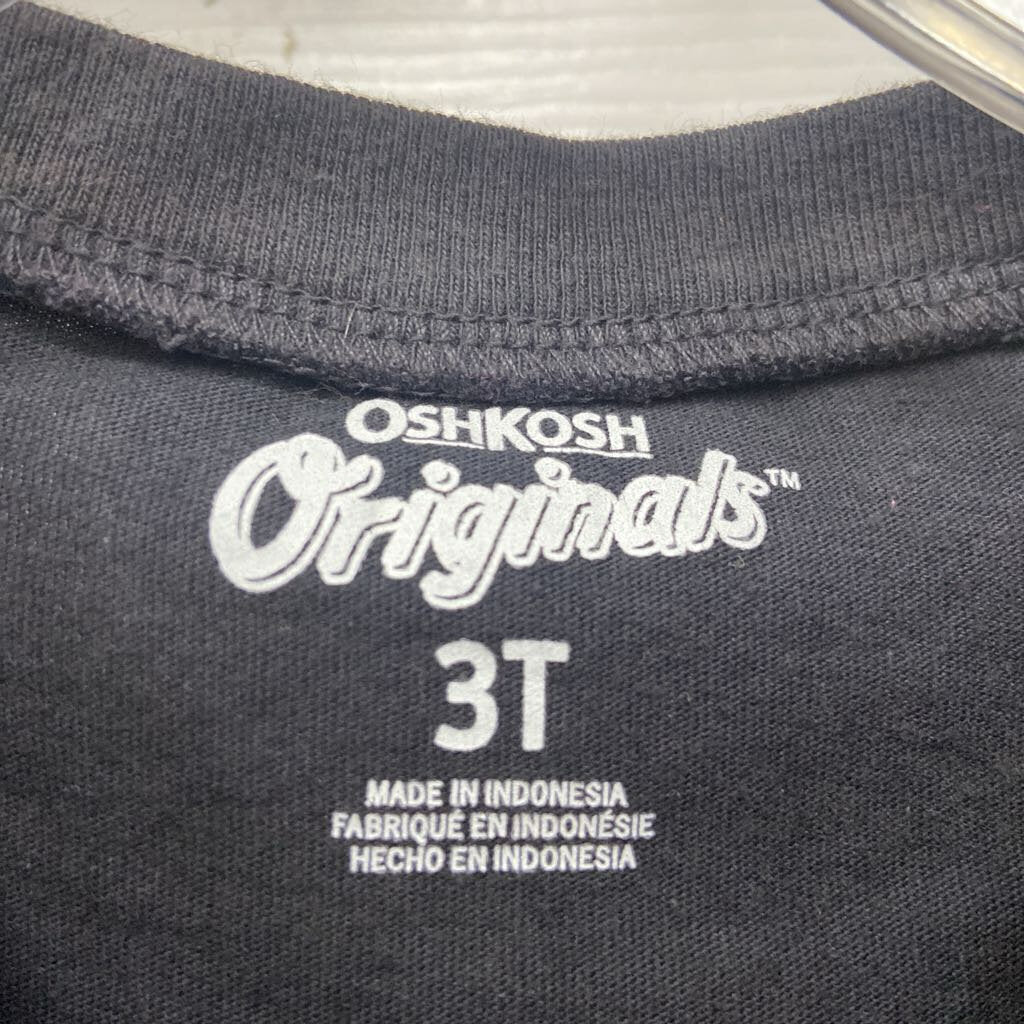 OSHKOSH
Originals™
3T
MADE IN INDONESIA
FABRIQUÉ EN INDONÉSIE
HECHO EN INDONESIA